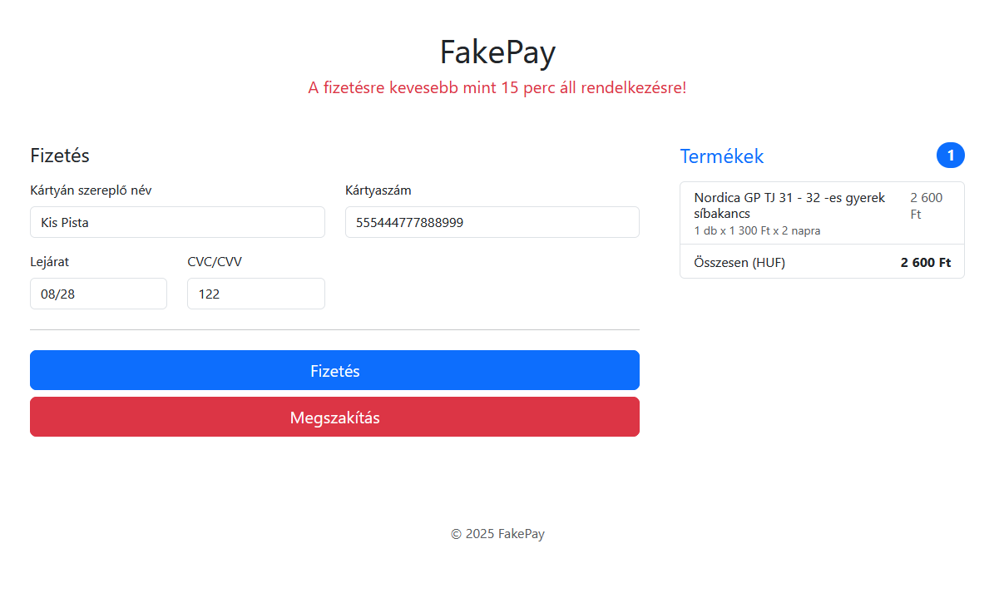 FakePay
A fizetésre kevesebb mint 15 perc áll rendelkezésre!
Fizetés
Kártyán szereplő név
Kártyaszám
Kis Pista
555444777888999
Lejárat
CVC/CVV
08/28
122
Fizetés
Megszakítás
Termékek
1
Nordica GP TJ 31 - 32 -es gyerek
síbakancs
2 600
Ft
1 db x 1 300 Ft x 2 napra
Összesen (HUF)
2 600 Ft
© 2025 FakePay